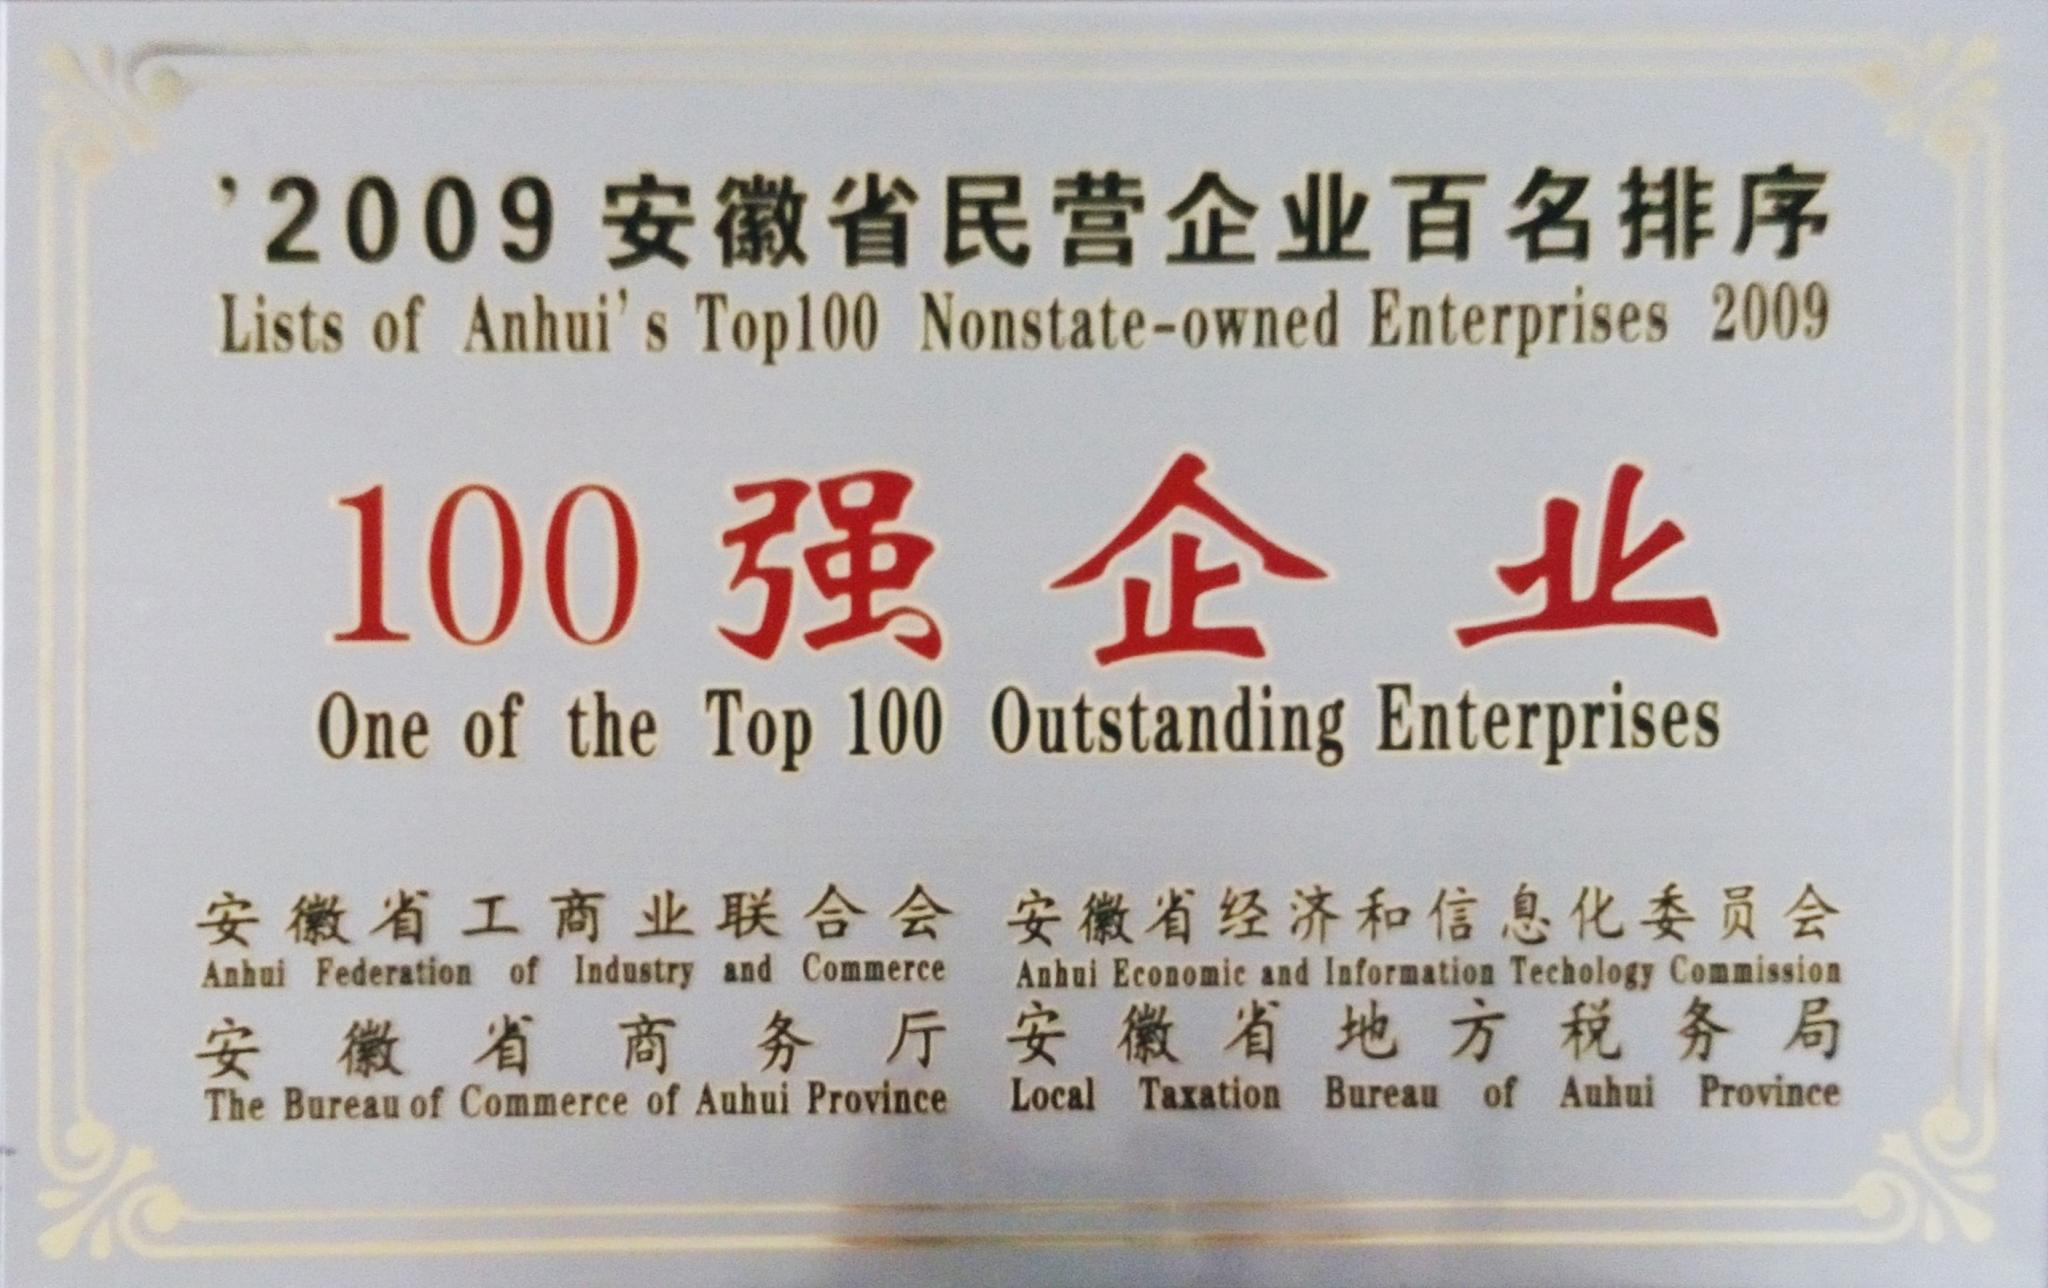 ’2009安徽省民营企业百名排序
Lists of Anhui's Top100 Nonstate-owned Enterprises 2009
100强企业
One of the Top 100 Outstanding Enterprises
安徽省工商业联合会
Anhui Federation of Industry and Commerce
安徽省商务厅
The Bureau of Commerce of Auhui Province
安徽省经济和信息化委员会
Anhui Economic and Information Techology Commission
安徽省地方税务局
Local Taxation Bureau of Auhui Province